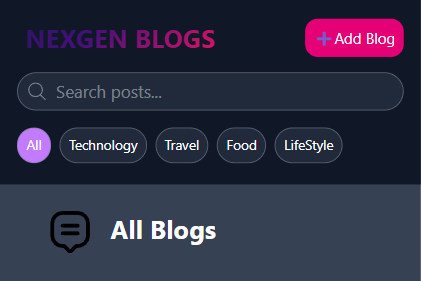 NEXGEN BLOGS
Add Blog
Search posts...
All Technology Travel Food LifeStyle
All Blogs